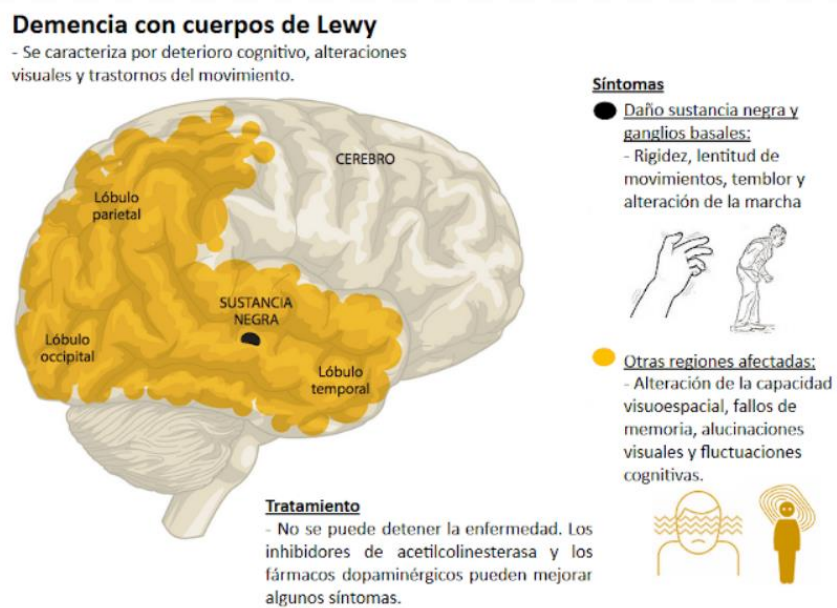 Demencia con cuerpos de Lewy
- Se caracteriza por deterioro cognitivo, alteraciones
visuales y trastornos del movimiento.
CEREBRO
Lóbulo
parietal
SUSTANCIA
NEGRA
Lóbulo
occipital
Lóbulo
temporal
Síntomas
Daño sustancia negra y
ganglios basales:
- Rigidez, lentitud de
movimientos, temblor y
alteración de la marcha
Otras regiones afectadas:
- Alteración de la capacidad
visuoespacial, fallos de
memoria, alucinaciones
visuales y fluctuaciones
cognitivas.
Tratamiento
- No se puede detener la enfermedad. Los
inhibidores de acetilcolinesterasa y los
fármacos dopaminérgicos pueden mejorar
algunos síntomas.